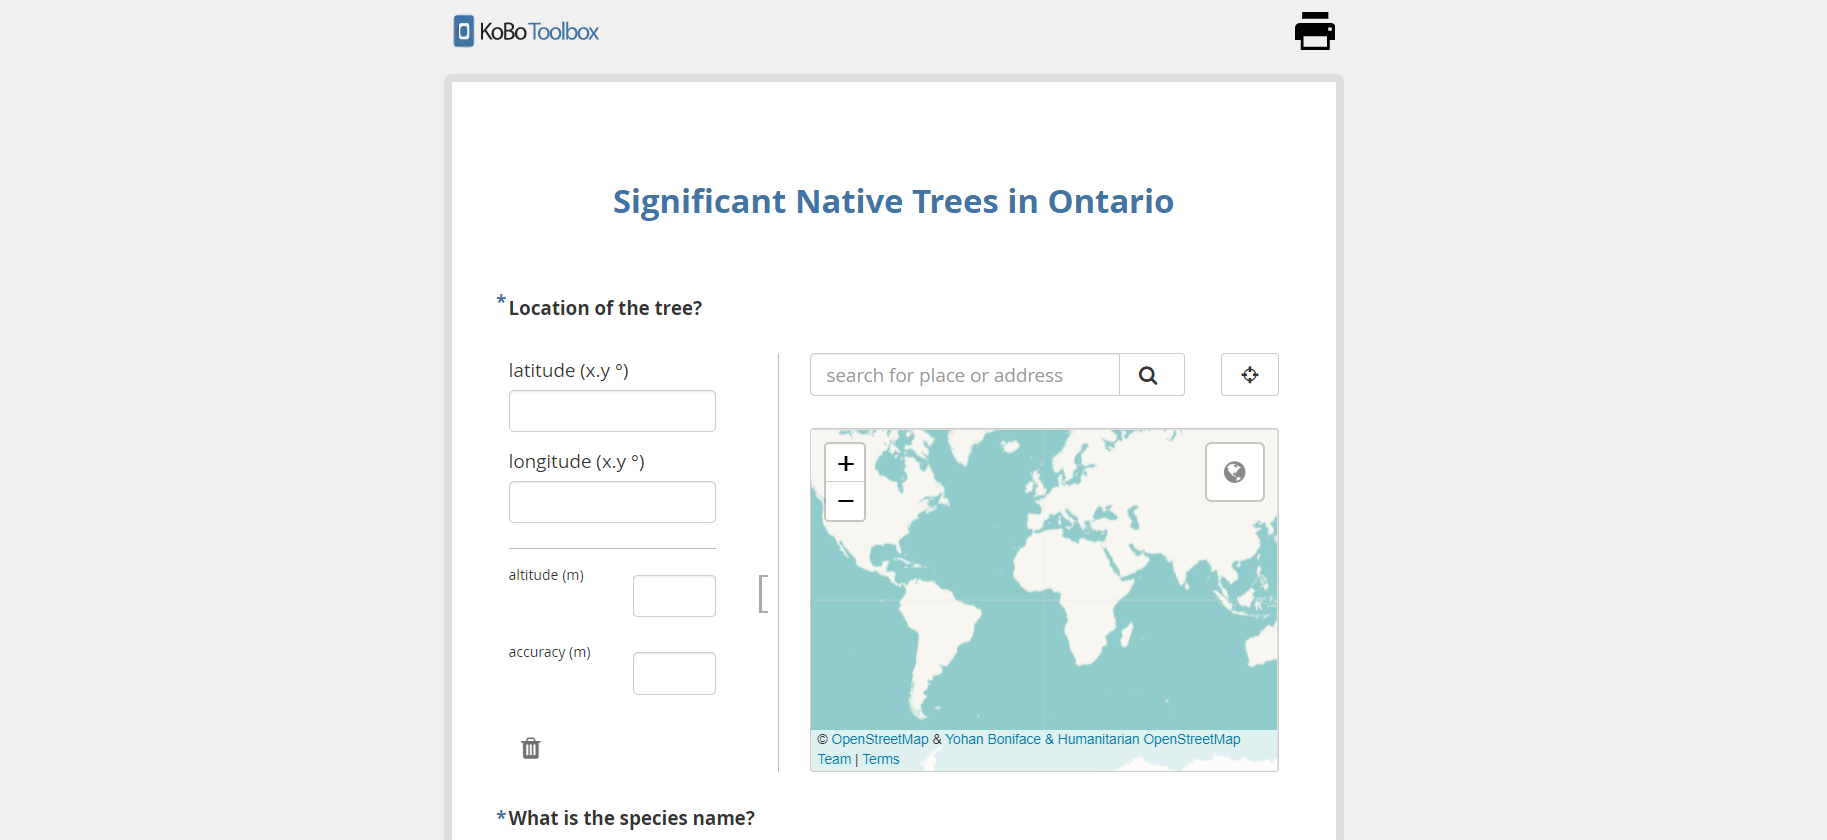 KoBoToolbox
Significant Native Trees in Ontario
*Location of the tree?
latitude (x.y °)
longitude (x.y °)
altitude (m)
accuracy (m)
search for place or address
+
−
© OpenStreetMap & Yohan Boniface & Humanitarian OpenStreetMap
Team | Terms
*What is the species name?